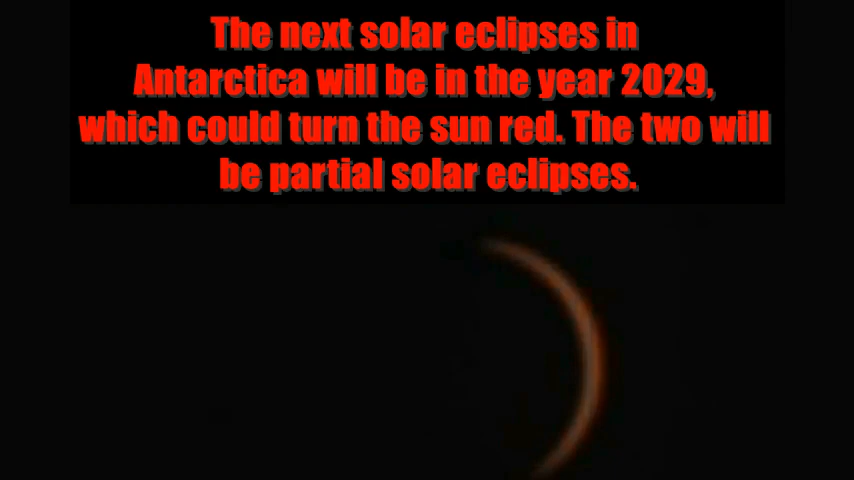 The next solar eclipses in
Antarctica will be in the year 2029,
which could turn the sun red. The two will
be partial solar eclipses.